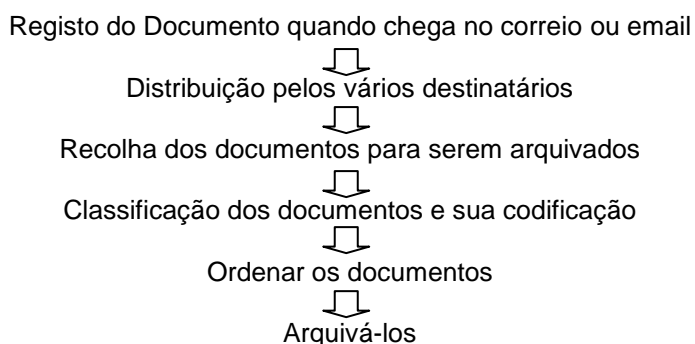 Registo do Documento quando chega no correio ou email
Distribuição pelos vários destinatários
Recolha dos documentos para serem arquivados
Classificação dos documentos e sua codificação
Ordenar os documentos
Arquivá-los